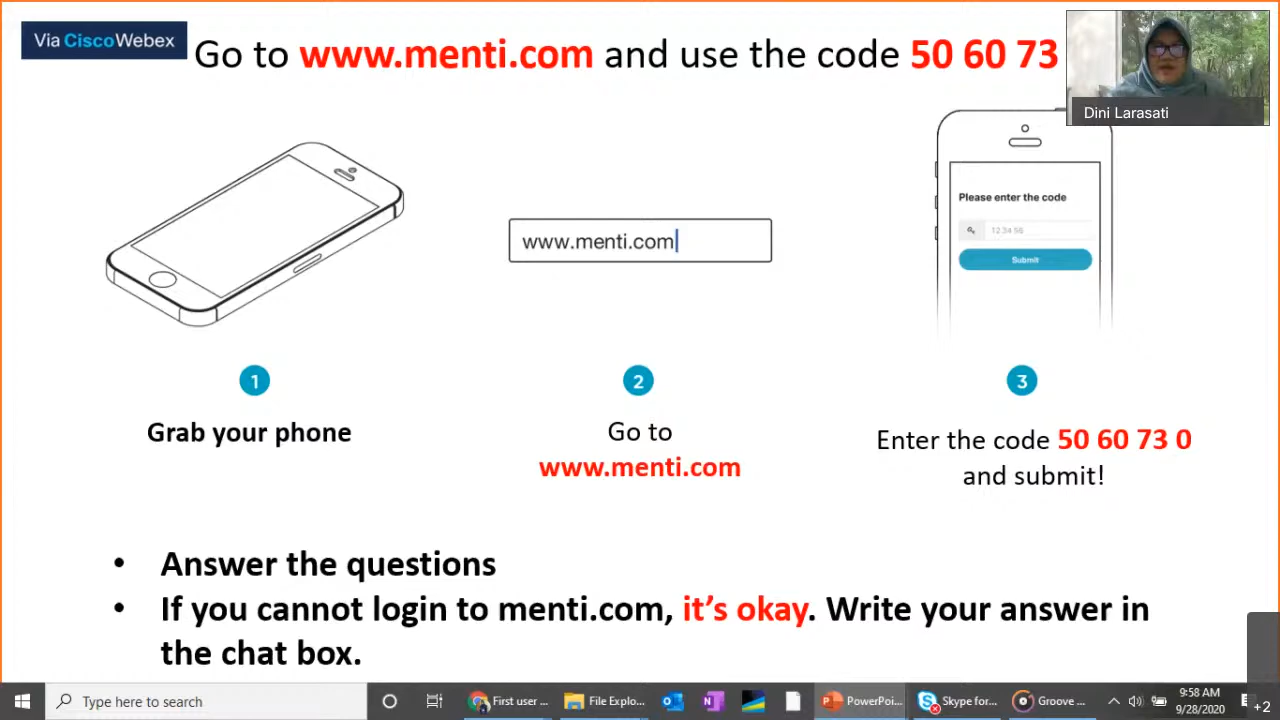 Via CiscoWebex
Go to www.menti.com and use the code 50 60 73
Dini Larasati
www.menti.com
Please enter the code
12 34 56
Submit
1
2
3
Grab your phone
Go to
www.menti.com
Enter the code 50 60 73 0
and submit!
• Answer the questions
• If you cannot login to menti.com, it's okay. Write your answer in
the chat box.
Type here to search
First user ...
File Explo...
PowerPoi...
Skype for...
Groove ...
9:58 AM
9/28/2020
+2